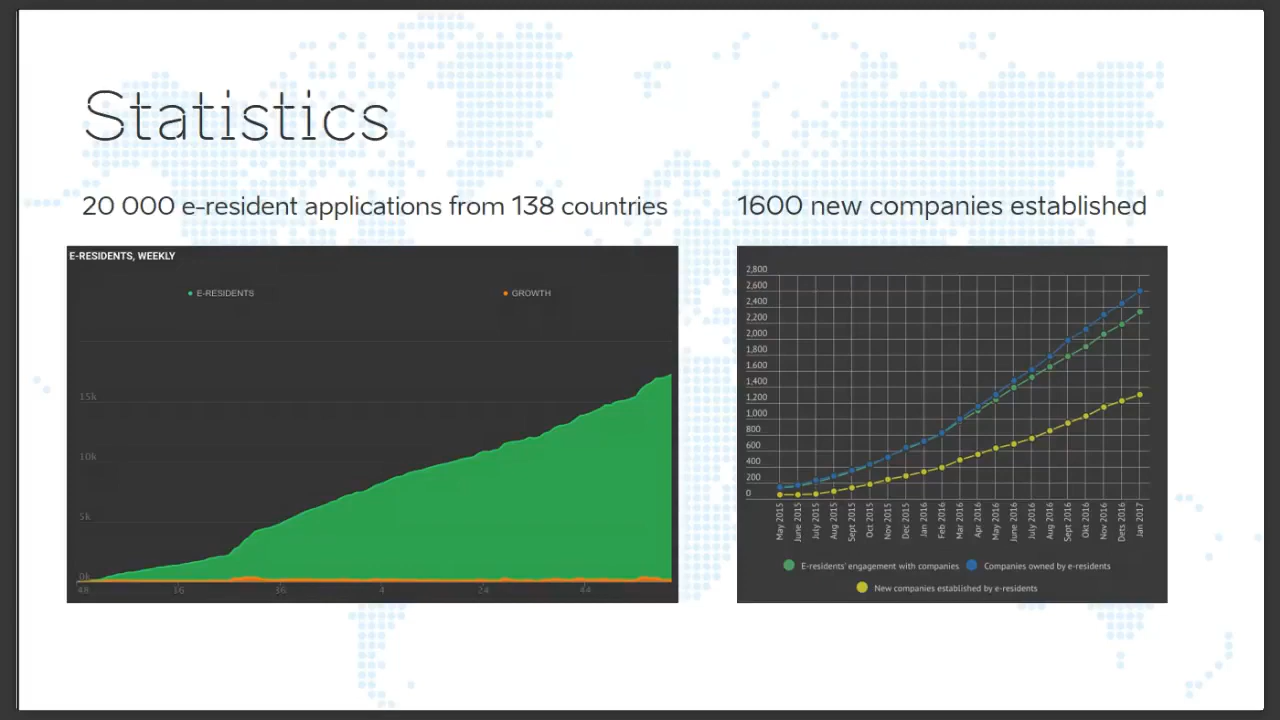 Statistics
20 000 e-resident applications from 138 countries
1600 new companies established
E-RESIDENTS, WEEKLY
E-RESIDENTS
GROWTH
15k
10k
5k
0k
48
16
36
4
24
44
2,800
2,600
2,400
2,200
2,000
1,800
1,600
1,400
1,200
1,000
800
600
400
200
0
May 2015
June 2015
July 2015
Aug 2015
Sept 2015
Oct 2015
Nov 2015
Dec 2015
Jan 2016
Feb 2016
Mar 2016
Apr 2016
May 2016
June 2016
July 2016
Aug 2016
Sept 2016
Okt 2016
Nov 2016
Dets 2016
Jan 2017
E-residents' engagement with companies
Companies owned by e-residents
New companies established by e-residents